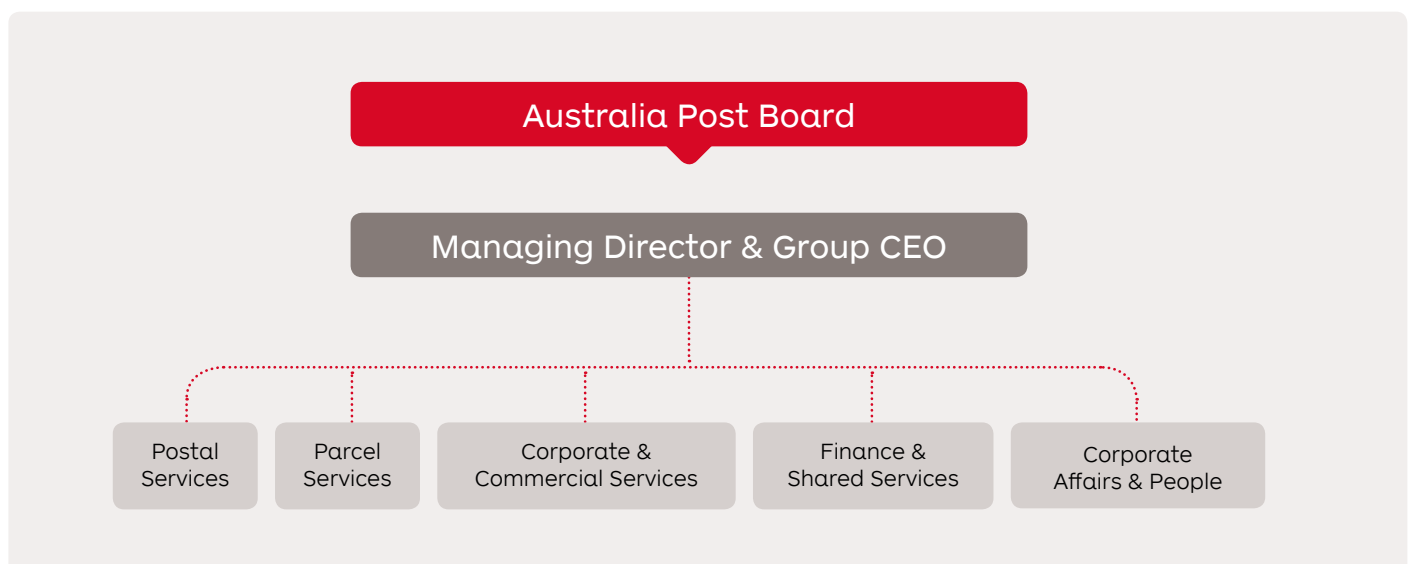 Australia Post Board
Managing Director & Group CEO
Postal
Services
Parcel
Services
Corporate &
Commercial Services
Finance &
Shared Services
Corporate
Affairs & People